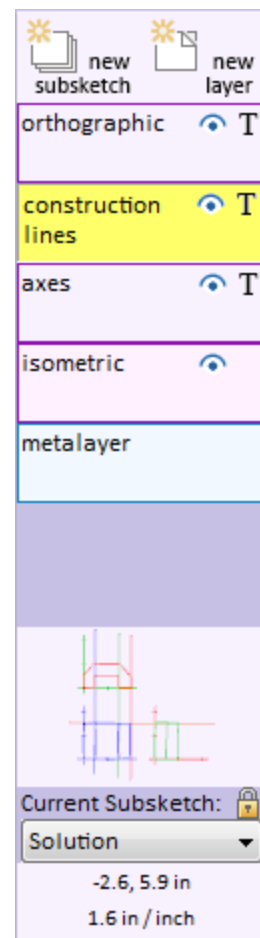 new new
subsketch layer
orthographic T
construction T
lines
axes T
isometric
metalayer
Current Subsketch:
Solution
-2.6, 5.9 in
1.6 in / inch